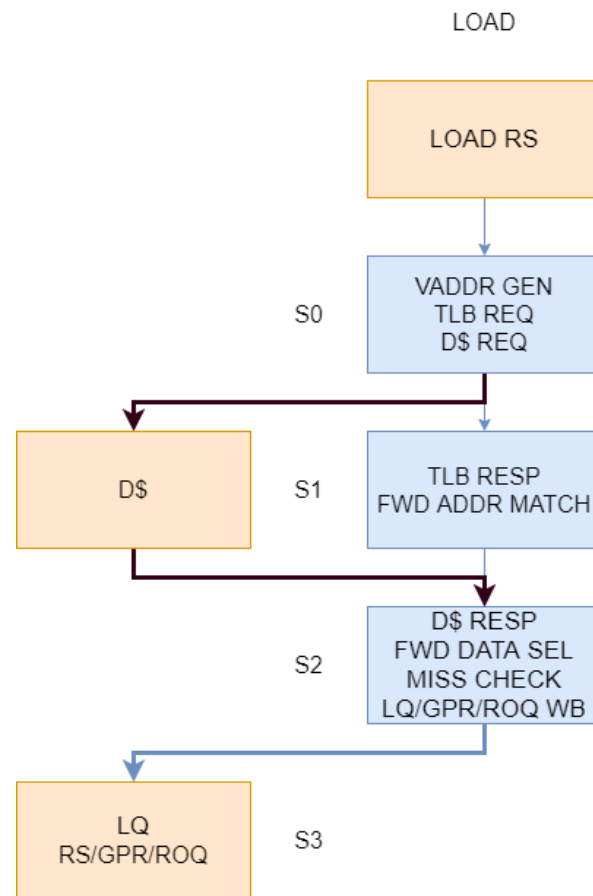 LOAD
LOAD RS
S0
VADDR GEN
TLB REQ
D$ REQ
D$
S1
TLB RESP
FWD ADDR MATCH
S2
D$ RESP
FWD DATA SEL
MISS CHECK
LQ/GPR/ROQ WB
LQ
RS/GPR/ROQ
S3